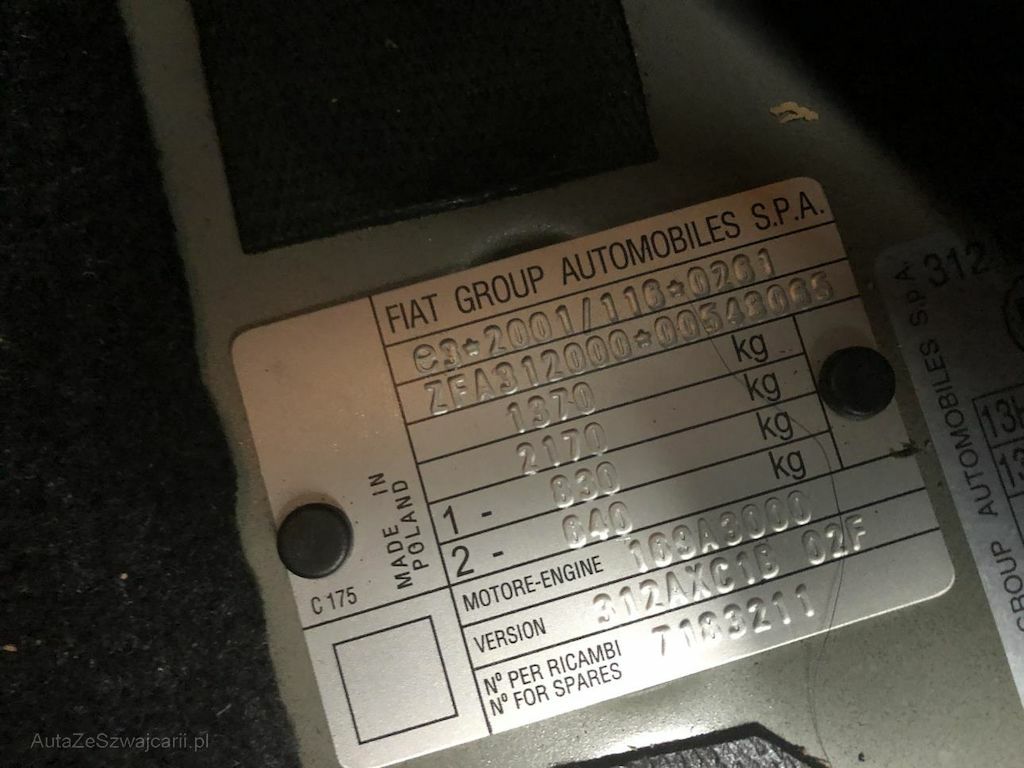 FIAT GROUP AUTOMOBILES S.P.A.
e3*2001/116*0261
ZFA312000*00548065
1370 kg
2170 kg
1 - 830 kg
2 - 640 kg
MOTORE-ENGINE 169A3000
VERSION 312AXC1B 02F
Nº PER RICAMBI
Nº FOR SPARES
7183211
MADE IN
POLAND
C 175
312
GROUP AUTOMOBILES S.P.A.
AutaZeSzwajcarii.pl